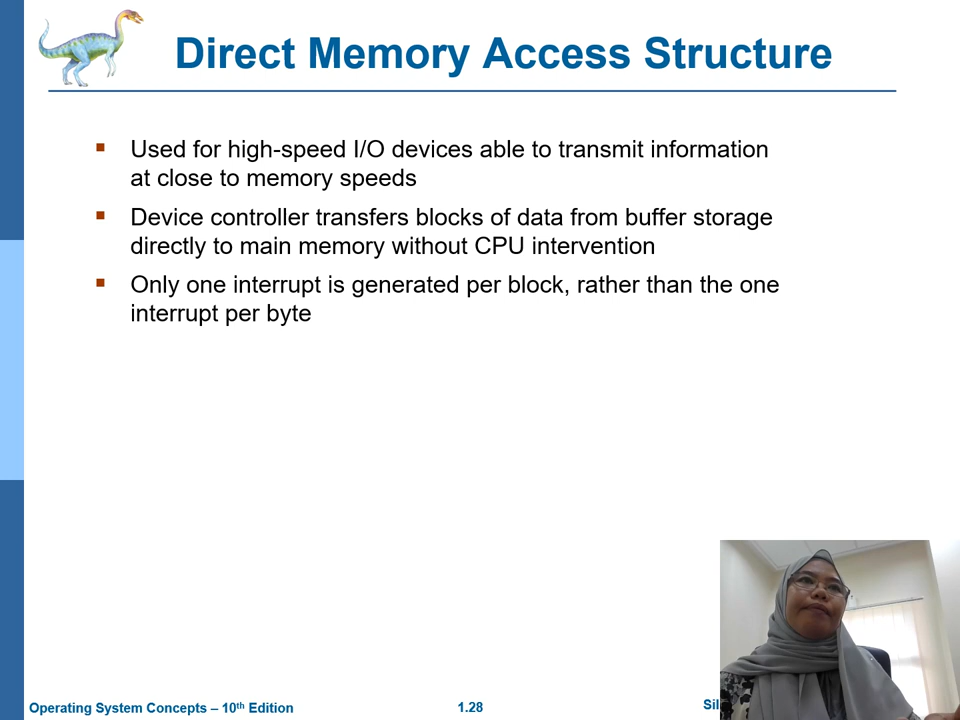 Direct Memory Access Structure
Used for high-speed I/O devices able to transmit information
at close to memory speeds
Device controller transfers blocks of data from buffer storage
directly to main memory without CPU intervention
Only one interrupt is generated per block, rather than the one
interrupt per byte
Operating System Concepts – 10th Edition
1.28